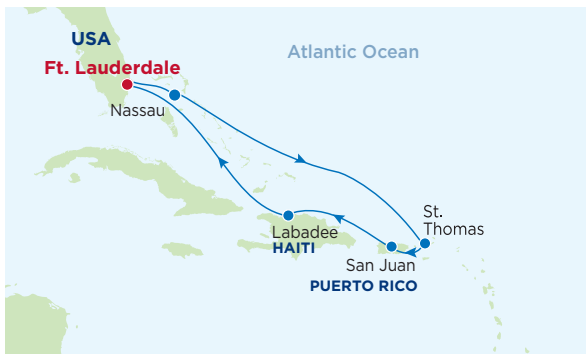 USA
Atlantic Ocean
Ft. Lauderdale
Nassau
St.
Thomas
Labadee
HAITI
San Juan
PUERTO RICO